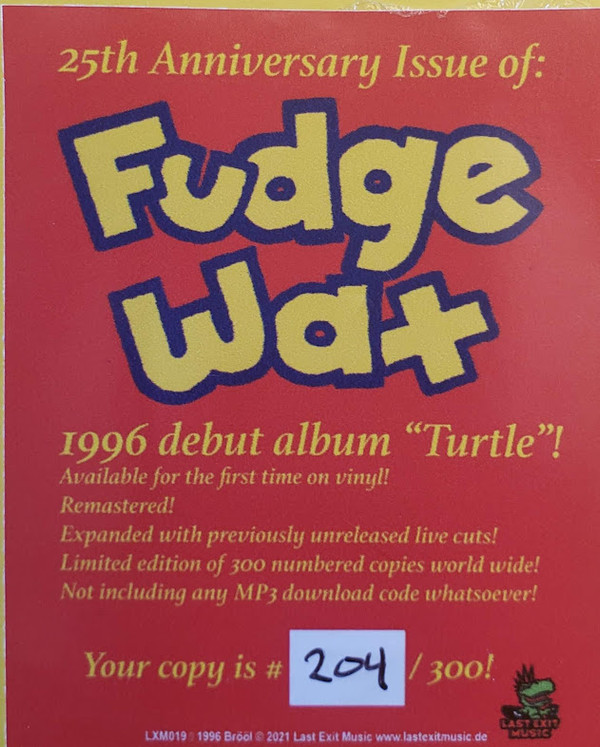 25th Anniversary Issue of:
Fudge
Wax
1996 debut album “Turtle”!
Available for the first time on vinyl!
Remastered!
Expanded with previously unreleased live cuts!
Limited edition of 300 numbered copies world wide!
Not including any MP3 download code whatsoever!
Your copy is # 204 / 300!
LAST EXIT
MUSIC
LXM019 1996 Brööl © 2021 Last Exit Music www.lastexitmusic.de